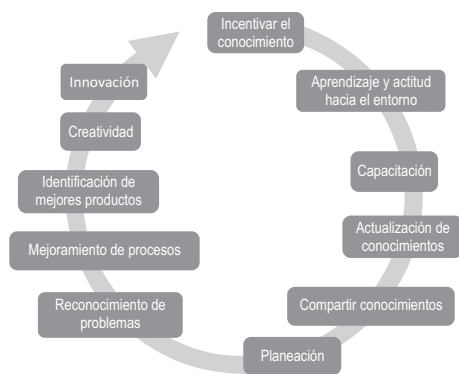 Incentivar el
conocimiento
Aprendizaje y actitud
hacia el entorno
Capacitación
Actualización de
conocimientos
Compartir conocimientos
Planeación
Reconocimiento de
problemas
Mejoramiento de procesos
Identificación de
mejores productos
Creatividad
Innovación